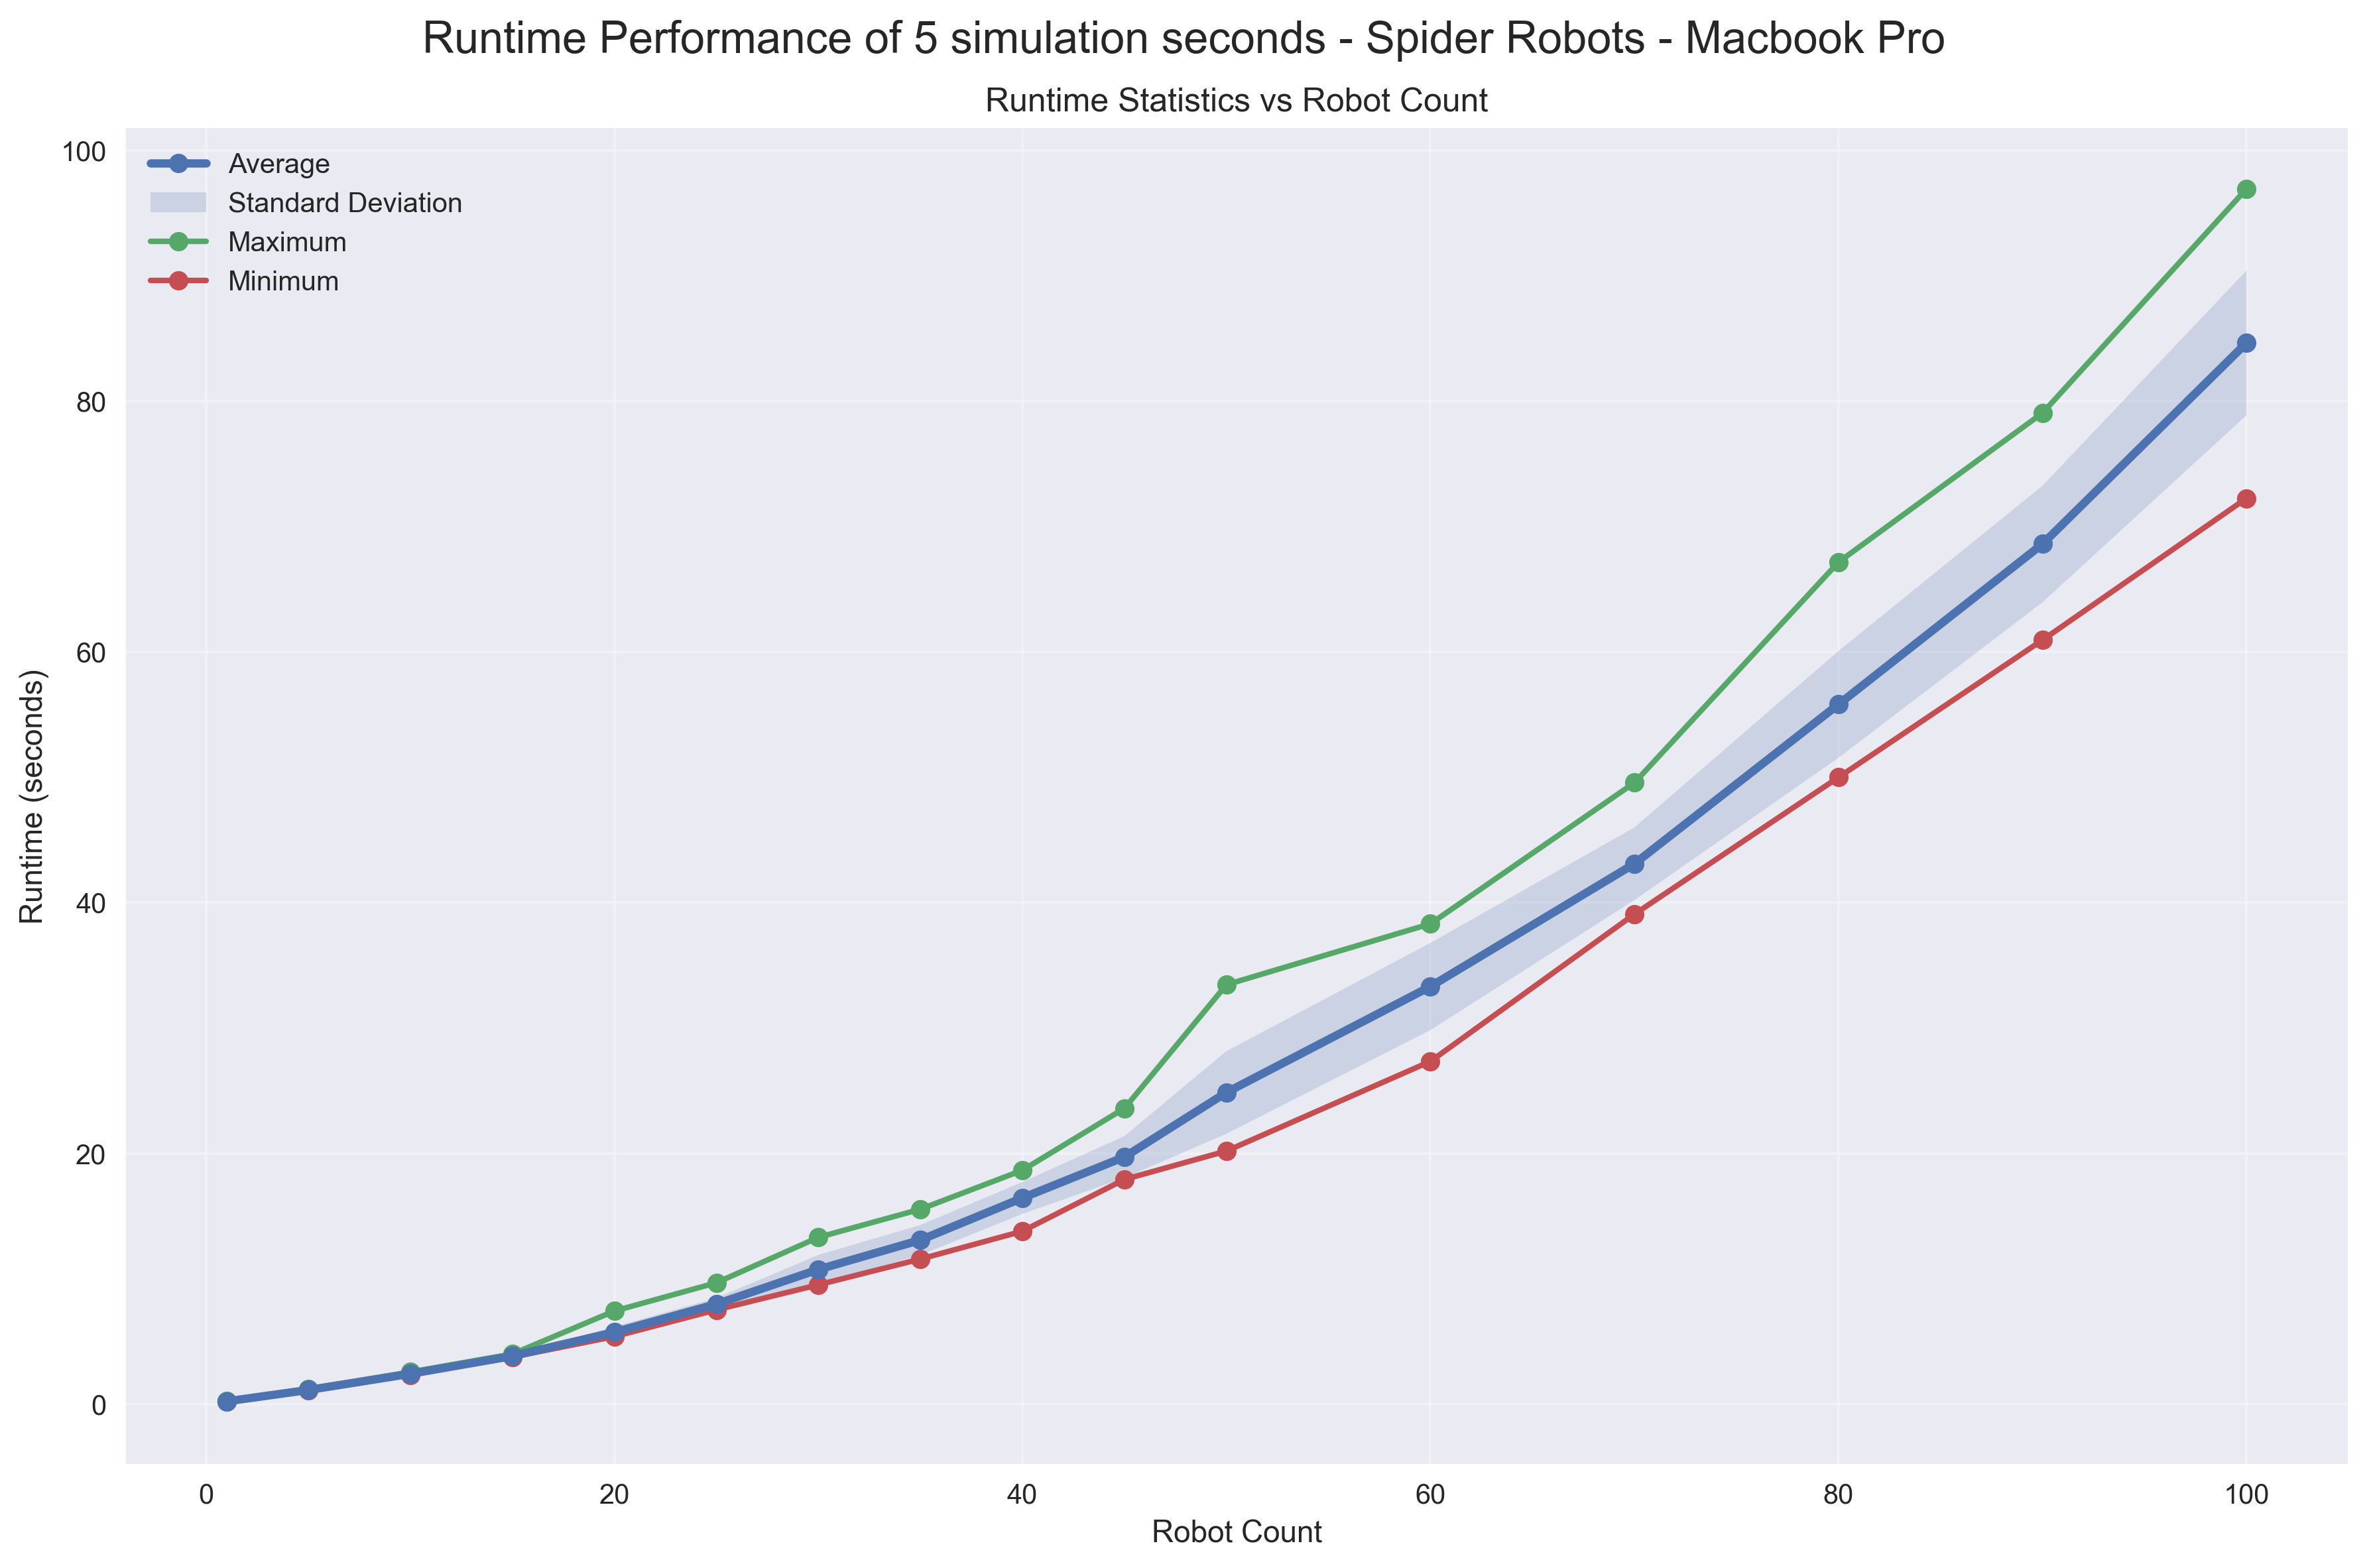 Runtime Performance of 5 simulation seconds - Spider Robots - Macbook Pro
Runtime Statistics vs Robot Count
100
80
60
40
20
0
Runtime (seconds)
Average
Standard Deviation
Maximum
Minimum
0
20
40
60
80
100
Robot Count